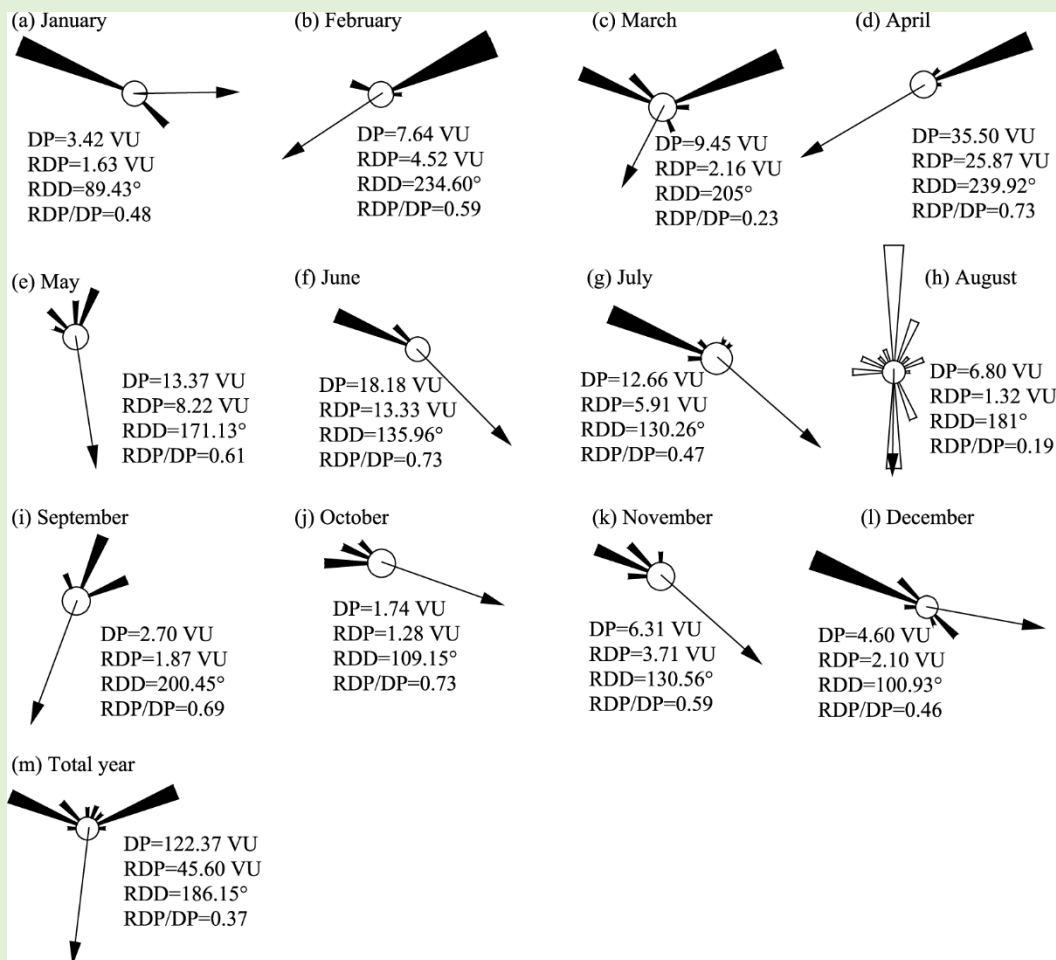 (a) January
DP=3.42 VU
RDP=1.63 VU
RDD=89.43°
RDP/DP=0.48
(b) February
DP=7.64 VU
RDP=4.52 VU
RDD=234.60°
RDP/DP=0.59
(c) March
DP=9.45 VU
RDP=2.16 VU
RDD=205°
RDP/DP=0.23
(d) April
DP=35.50 VU
RDP=25.87 VU
RDD=239.92°
RDP/DP=0.73
(e) May
DP=13.37 VU
RDP=8.22 VU
RDD=171.13°
RDP/DP=0.61
(f) June
DP=18.18 VU
RDP=13.33 VU
RDD=135.96°
RDP/DP=0.73
(g) July
DP=12.66 VU
RDP=5.91 VU
RDD=130.26°
RDP/DP=0.47
(h) August
DP=6.80 VU
RDP=1.32 VU
RDD=181°
RDP/DP=0.19
(i) September
DP=2.70 VU
RDP=1.87 VU
RDD=200.45°
RDP/DP=0.69
(j) October
DP=1.74 VU
RDP=1.28 VU
RDD=109.15°
RDP/DP=0.73
(k) November
DP=6.31 VU
RDP=3.71 VU
RDD=130.56°
RDP/DP=0.59
(l) December
DP=4.60 VU
RDP=2.10 VU
RDD=100.93°
RDP/DP=0.46
(m) Total year
DP=122.37 VU
RDP=45.60 VU
RDD=186.15°
RDP/DP=0.37